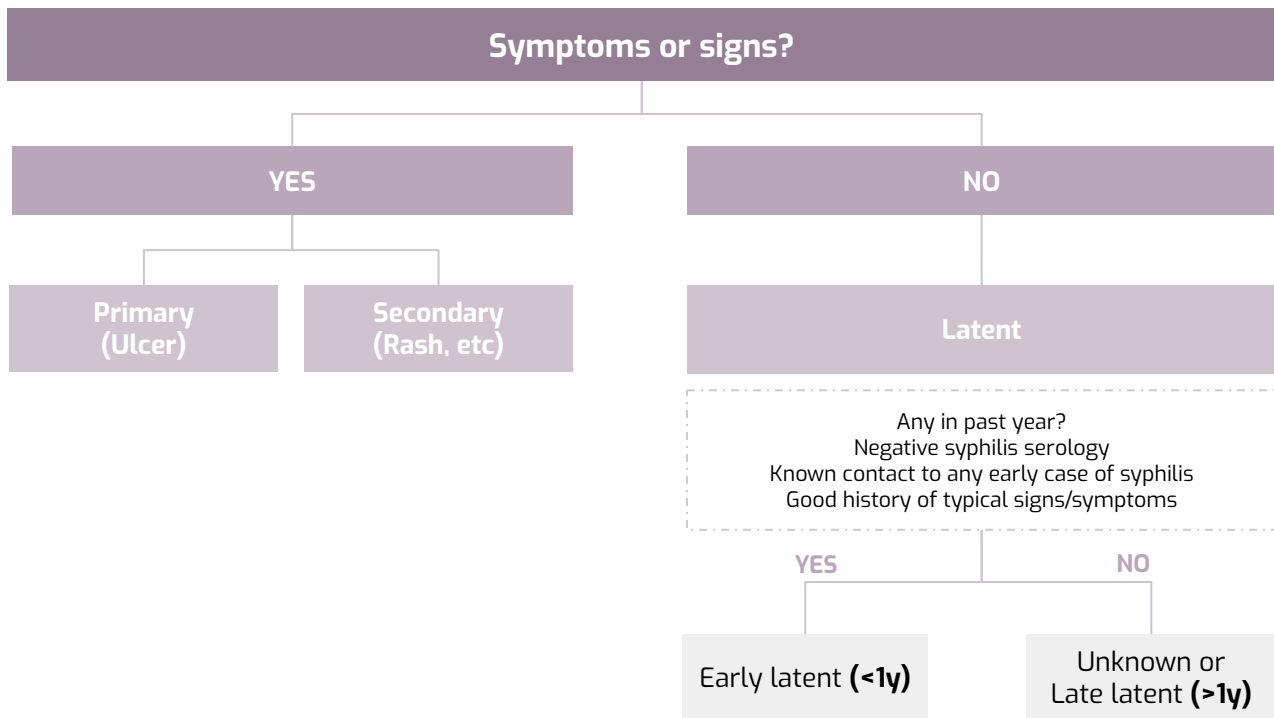 Symptoms or signs?
YES
NO
Primary
(Ulcer)
Secondary
(Rash, etc)
Latent
Any in past year?
Negative syphilis serology
Known contact to any early case of syphilis
Good history of typical signs/symptoms
YES
NO
Early latent (<1y)
Unknown or
Late latent (>1y)